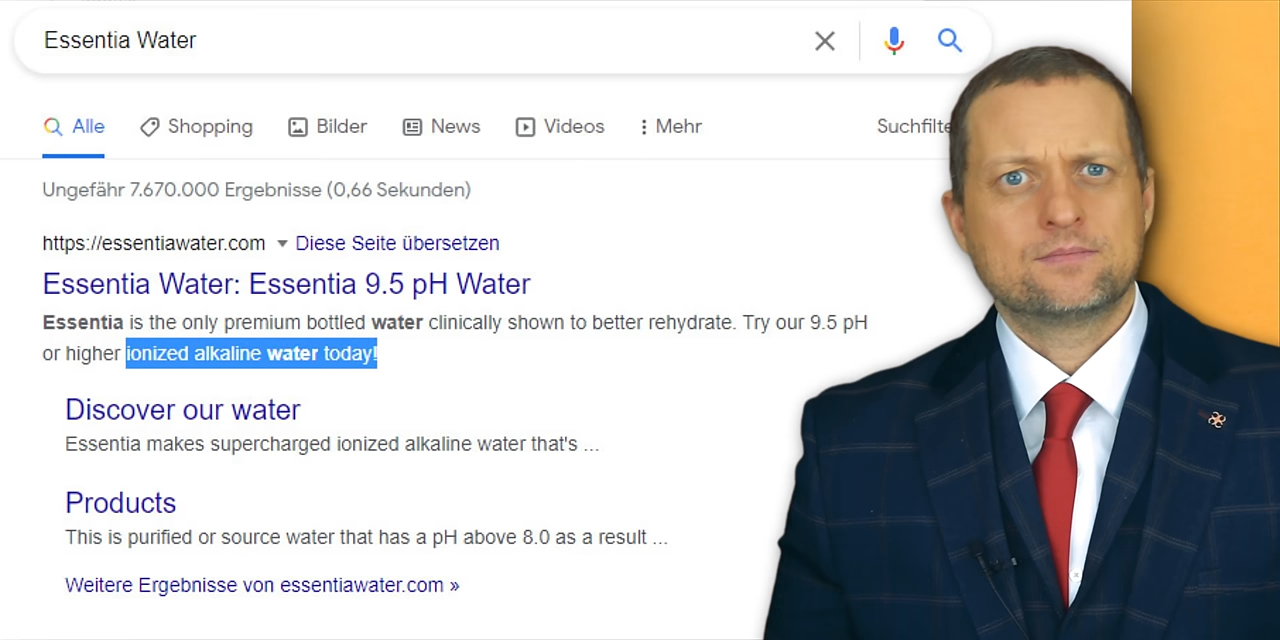 Essentia Water
Alle Shopping Bilder News Videos Mehr Suchfilte
Ungefähr 7.670.000 Ergebnisse (0,66 Sekunden)
https://essentiawater.com Diese Seite übersetzen
Essentia Water: Essentia 9.5 pH Water
Essentia is the only premium bottled water clinically shown to better rehydrate. Try our 9.5 pH
or higher ionized alkaline water today!
Discover our water
Essentia makes supercharged ionized alkaline water that's ...
Products
This is purified or source water that has a pH above 8.0 as a result ...
Weitere Ergebnisse von essentiawater.com »